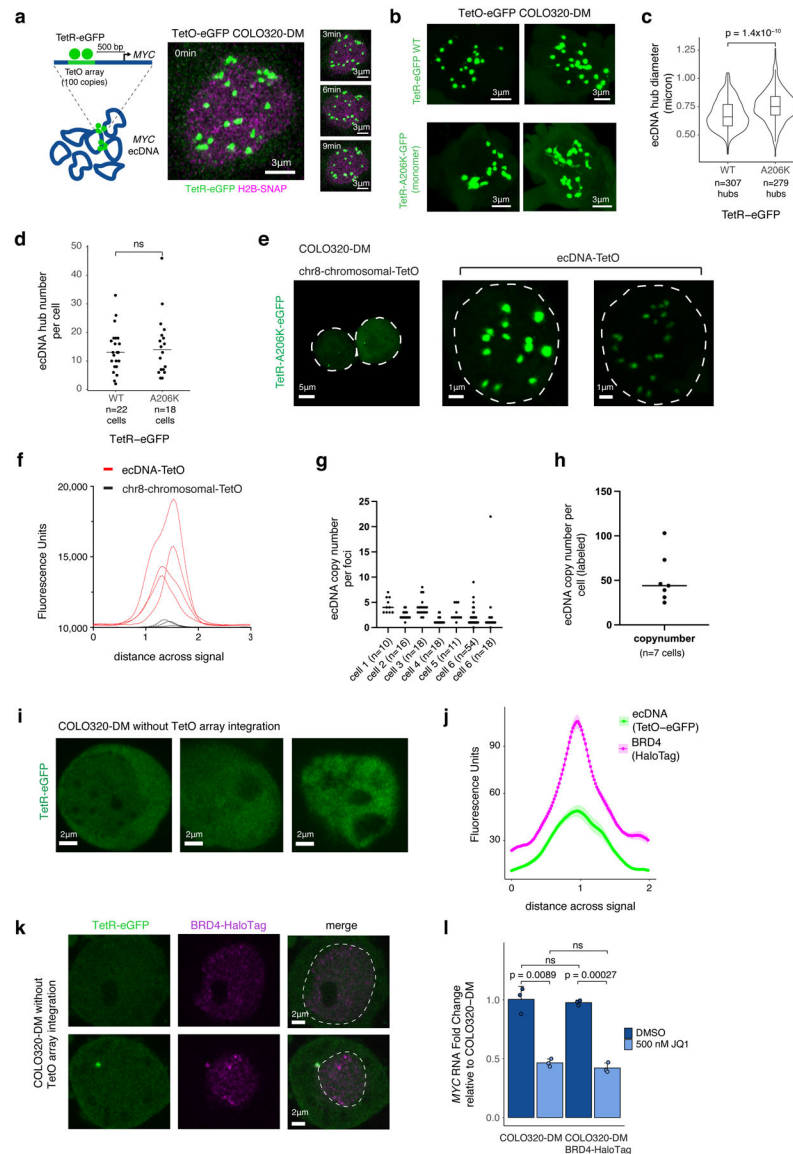 a
TetR-eGFP
500 bp
MYC
TetO array
(100 copies)
MYC
ecDNA
TetO-eGFP COLO320-DM
0min
3μm
TetR-eGFP H2B-SNAP
3min
3μm
6min
3μm
9min
3μm
b
TetO-eGFP COLO320-DM
TetR-eGFP WT
3μm
3μm
TetR-A206K-GFP
(monomer)
3μm
3μm
c
p = 1.4x10⁻¹⁰
ecDNA hub diameter
(micron)
1.25
1.00
0.75
0.50
WT
n=307
hubs
A206K
n=279
hubs
TetR–eGFP
d
ns
ecDNA hub number
per cell
50
40
30
20
10
0
WT
n=22
cells
A206K
n=18
cells
TetR–eGFP
e
COLO320-DM
chr8-chromosomal-TetO
ecDNA-TetO
TetR-A206K-eGFP
5μm
1μm
1μm
f
ecDNA-TetO
chr8-chromosomal-TetO
Fluorescence Units
20,000
15,000
10,000
0
1
2
3
distance across signal
g
ecDNA copy number
per foci
25
20
15
10
5
0
cell 1 (n=10)
cell 2 (n=16)
cell 3 (n=18)
cell 4 (n=18)
cell 5 (n=11)
cell 6 (n=54)
cell 6 (n=18)
h
ecDNA copy number per
cell (labeled)
150
100
50
0
copynumber
(n=7 cells)
i
COLO320-DM without TetO array integration
TetR-eGFP
2μm
2μm
2μm
j
ecDNA
(TetO–eGFP)
BRD4
(HaloTag)
Fluorescence Units
90
60
30
0
1
2
distance across signal
k
TetR-eGFP
BRD4-HaloTag
merge
COLO320-DM without
TetO array integration
2μm
2μm
2μm
2μm
2μm
2μm
l
ns
ns
p = 0.0089
p = 0.00027
MYC RNA Fold Change
relative to COLO320–DM
1.0
0.5
0.0
DMSO
500 nM JQ1
COLO320-DM
COLO320-DM
BRD4-HaloTag